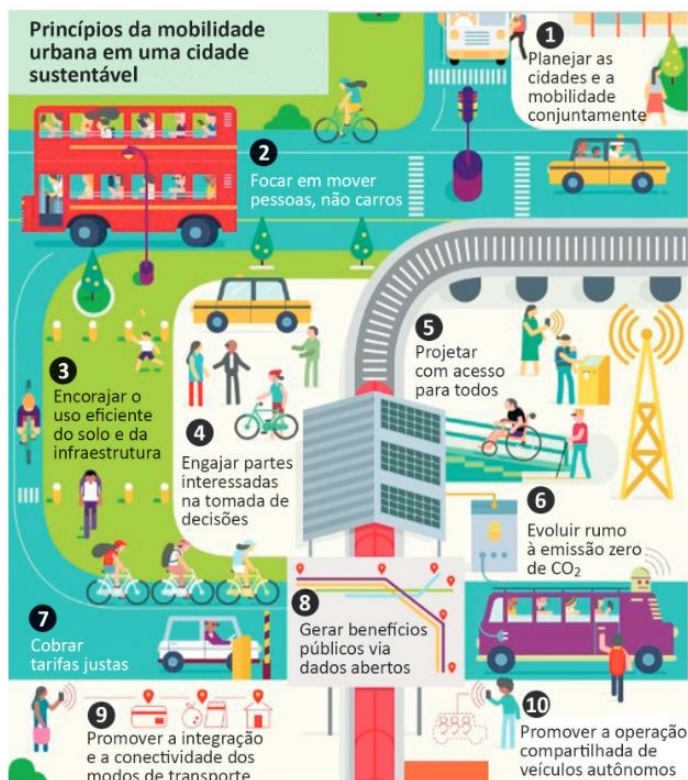 Princípios da mobilidade
urbana em uma cidade
sustentável
1
Planejar as
cidades e a
mobilidade
conjuntamente
2
Focar em mover
pessoas, não carros
3
Encorajar o
uso eficiente
do solo e da
infraestrutura
4
Engajar partes
interessadas
na tomada de
decisões
5
Projetar
com acesso
para todos
6
Evoluir rumo
à emissão zero
de CO₂
7
Cobrar
tarifas justas
8
Gerar benefícios
públicos via
dados abertos
9
Promover a integração
e a conectividade dos
modos de transporte
10
Promover a operação
compartilhada de
veículos autônomos